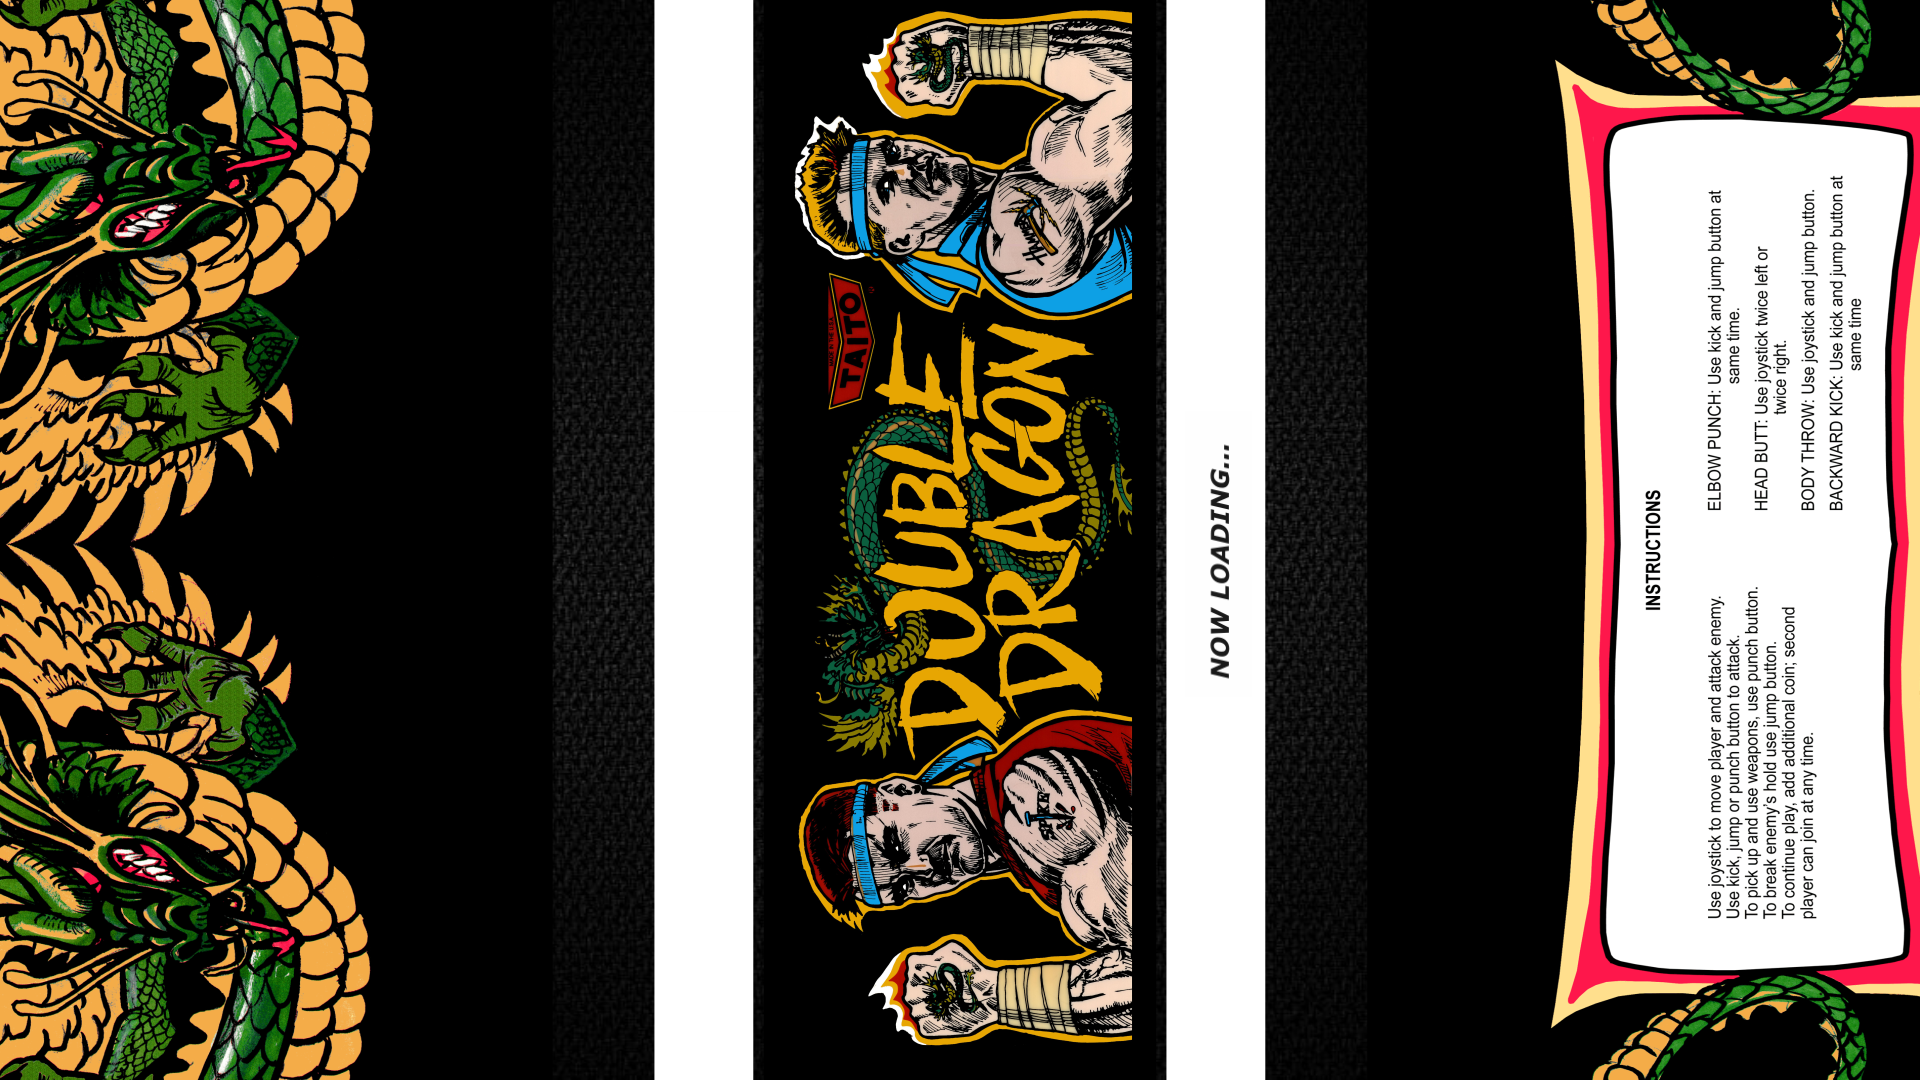 TAITO
DOUBLE
DRAGON
SPIKE
NOW LOADING...
INSTRUCTIONS
Use joystick to move player and attack enemy.
Use kick, jump or punch button to attack.
To pick up and use weapons, use punch button.
To break enemy's hold use jump button.
To continue play, add additional coin; second
player can join at any time.
ELBOW PUNCH: Use kick and jump button at
same time.
HEAD BUTT: Use joystick twice left or
twice right.
BODY THROW: Use joystick and jump button.
BACKWARD KICK: Use kick and jump button at
same time